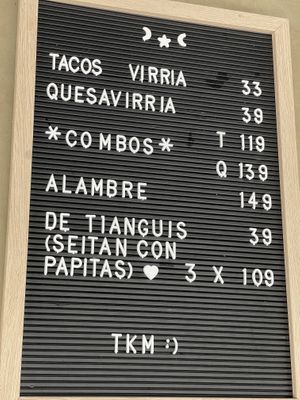 TACOS VIRRIA 33
QUESAVIRRIA 39
*COMBOS* T 119
Q 139
ALAMBRE 149
DE TIANGUIS 39
(SEITAN CON
PAPITAS) ♥ 3 X 109
TKM :)